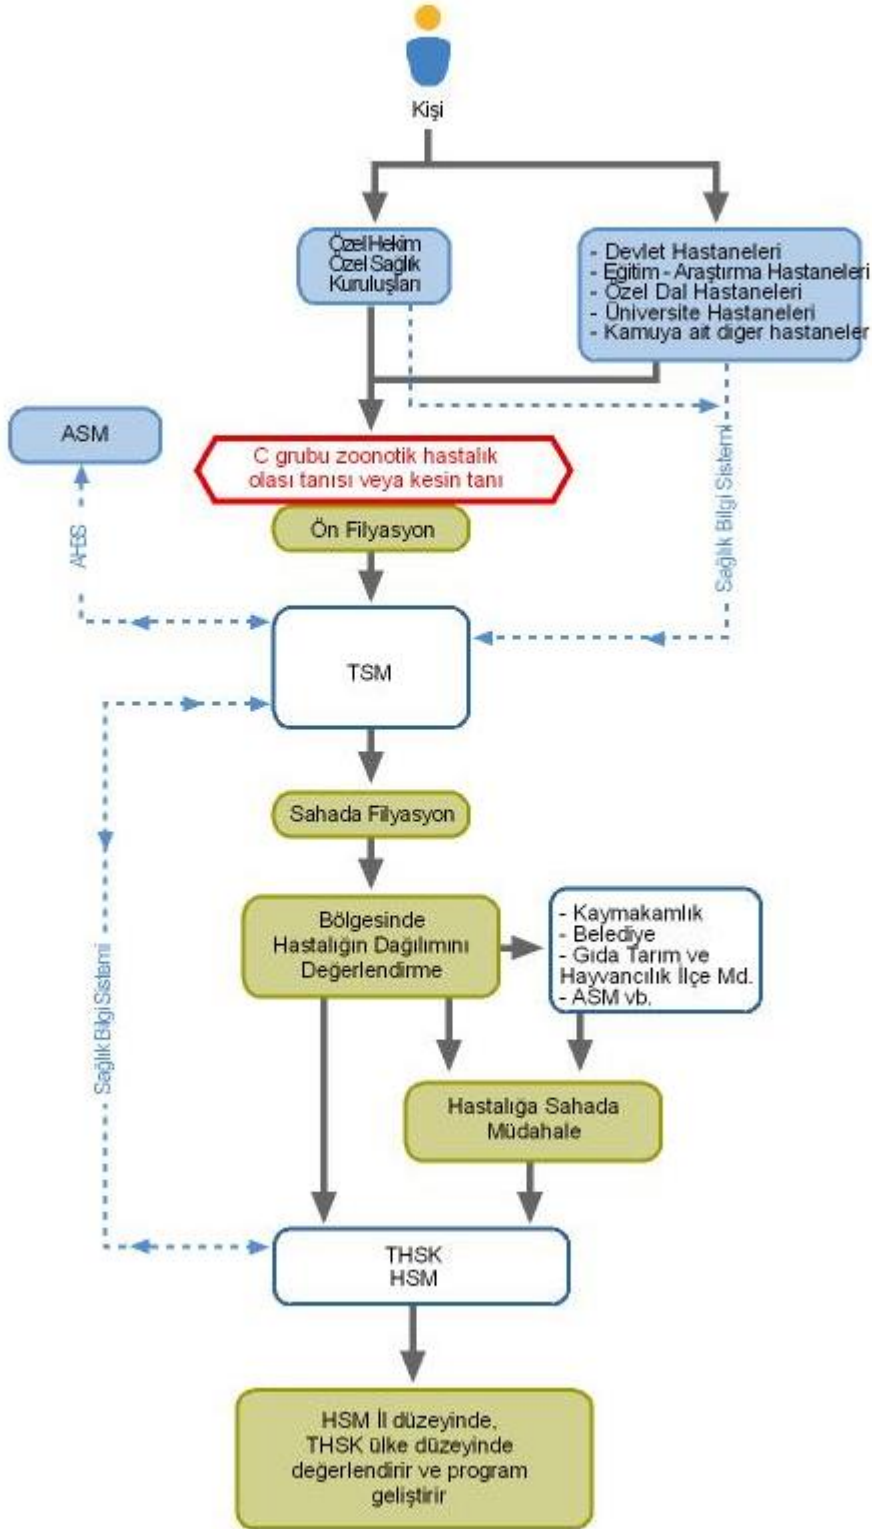 Kişi
Özel Hekim
Özel Sağlık
Kuruluşları
- Devlet Hastaneleri
- Eğitim - Araştırma Hastaneleri
- Özel Dal Hastaneleri
- Üniversite Hastaneleri
- Kamuya ait diğer hastaneler
ASM
C grubu zoonotik hastalık
olası tanısı veya kesin tanı
Ön Filyasyon
AHBS
Sağlık Bilgi Sistemi
TSM
Sahada Filyasyon
Bölgesinde
Hastalığın Dağılımını
Değerlendirme
- Kaymakamlık
- Belediye
- Gıda Tarım ve
Hayvancılık İlçe Md.
- ASM vb.
Sağlık Bilgi Sistemi
Hastalığa Sahada
Müdahale
THSK
HSM
HSM İl düzeyinde,
THSK ülke düzeyinde
değerlendirir ve program
geliştirir